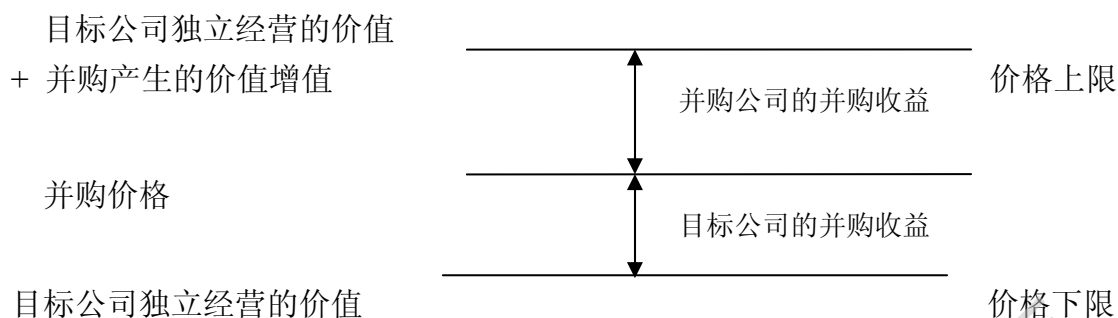 目标公司独立经营的价值
+ 并购产生的价值增值
价格上限
并购公司的并购收益
并购价格
目标公司的并购收益
目标公司独立经营的价值
价格下限